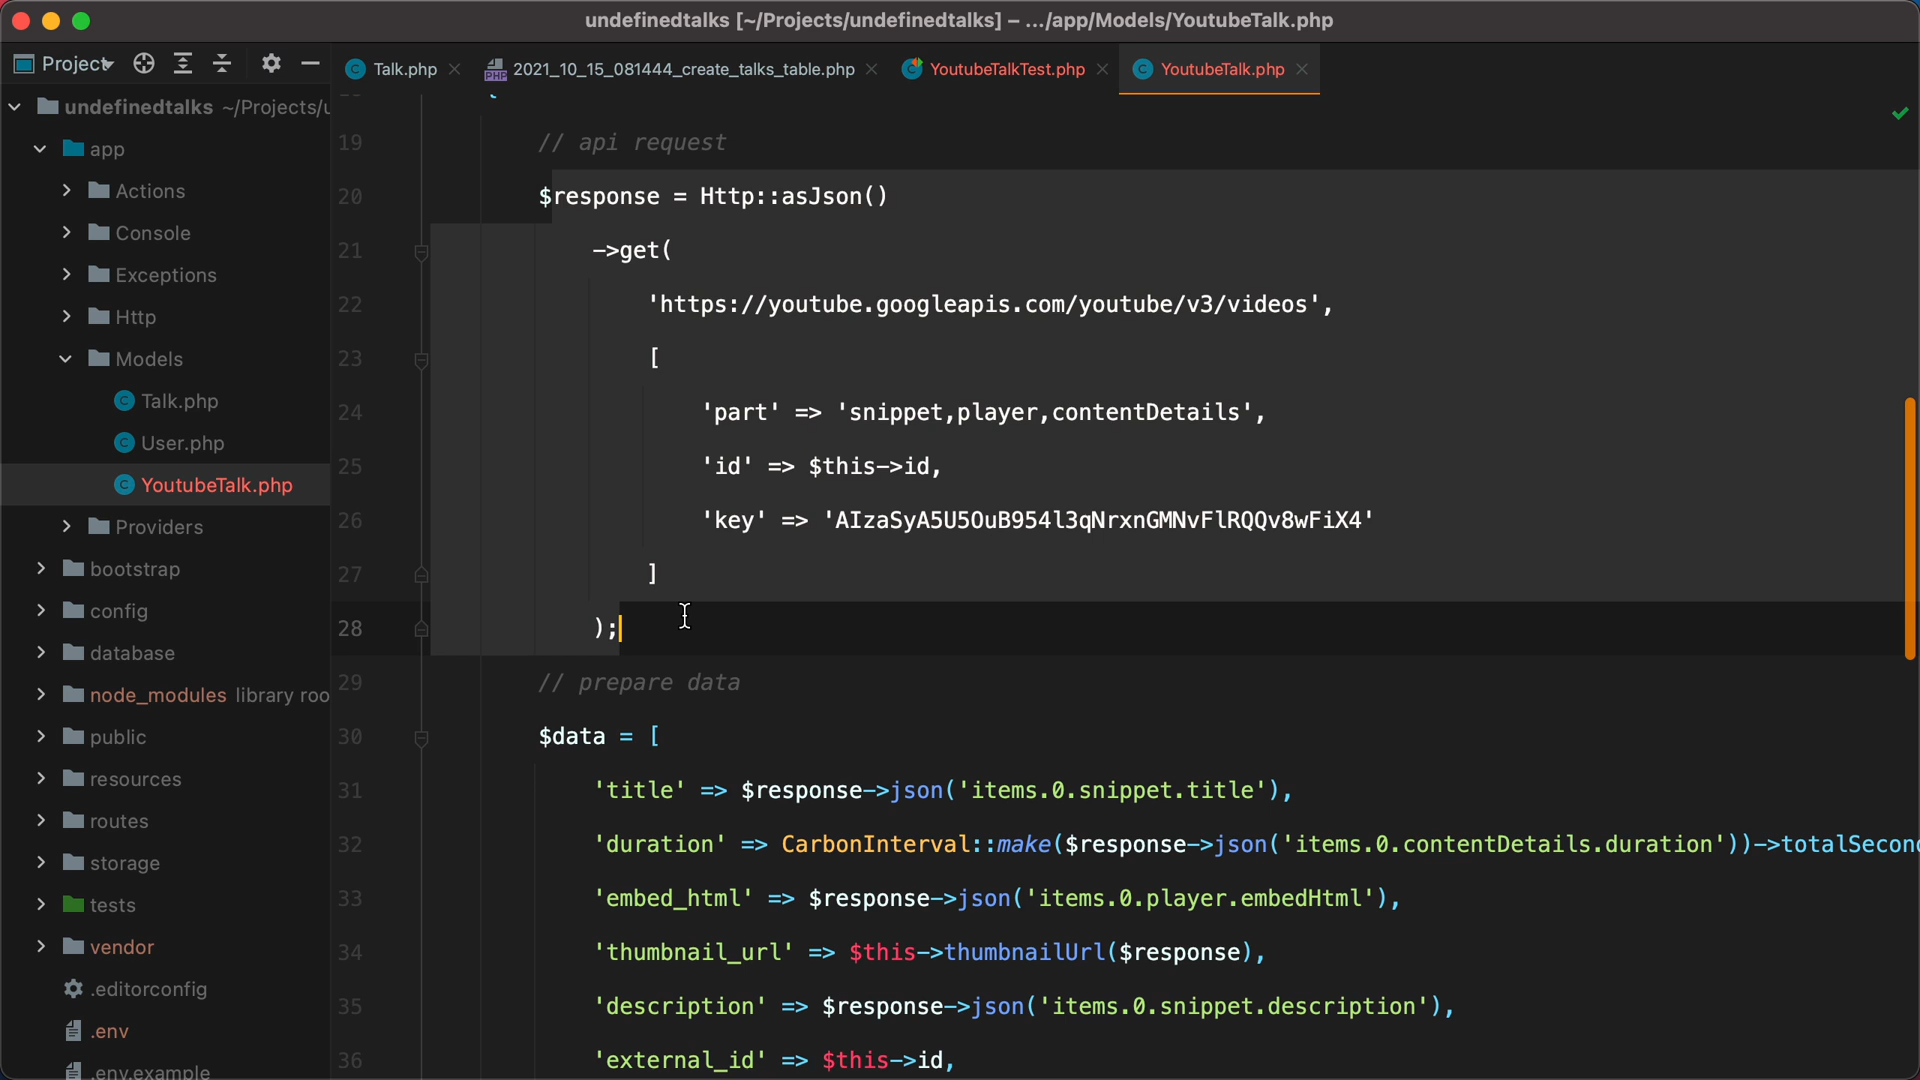 undefinedtalks [~/Projects/undefinedtalks] – .../app/Models/YoutubeTalk.php
Project
Talk.php
2021_10_15_081444_create_talks_table.php
YoutubeTalkTest.php
YoutubeTalk.php
undefinedtalks ~/Projects/u
app
Actions
Console
Exceptions
Http
Models
Talk.php
User.php
YoutubeTalk.php
Providers
bootstrap
config
database
node_modules library roo
public
resources
routes
storage
tests
vendor
.editorconfig
.env
.env.example
19 // api request
20 $response = Http::asJson()
21 ->get(
22 'https://youtube.googleapis.com/youtube/v3/videos',
23 [
24 'part' => 'snippet,player,contentDetails',
25 'id' => $this->id,
26 'key' => 'AIzaSyA5U5OuB954l3qNrxnGMNvFlRQQv8wFiX4'
27 ]
28 );
29 // prepare data
30 $data = [
31 'title' => $response->json('items.0.snippet.title'),
32 'duration' => CarbonInterval::make($response->json('items.0.contentDetails.duration'))->totalSecon
33 'embed_html' => $response->json('items.0.player.embedHtml'),
34 'thumbnail_url' => $this->thumbnailUrl($response),
35 'description' => $response->json('items.0.snippet.description'),
36 'external_id' => $this->id,